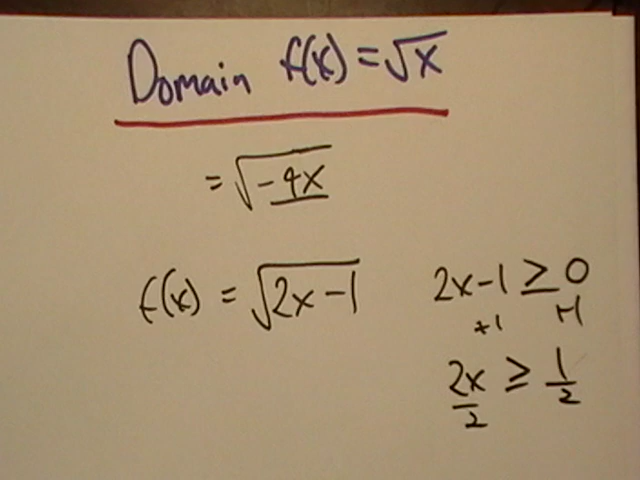 Domain f(x) = √x
= √-4x
f(x) = √2x-1
2x-1 ≥ 0
+1 +1
2x/2 ≥ 1/2